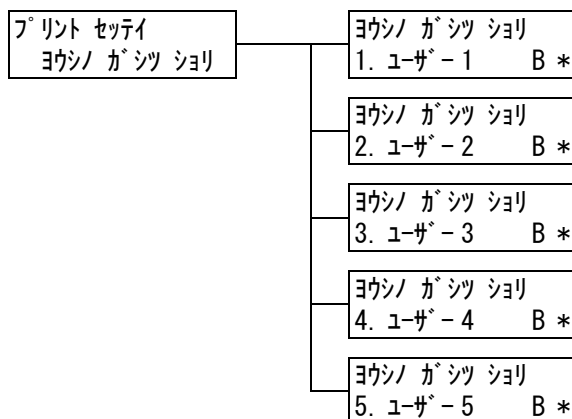 ﾌﾟﾘﾝﾄ ｾｯﾃｲ
ﾖｳｼﾉ ｶﾞｼﾂ ｼｮﾘ
ﾖｳｼﾉ ｶﾞｼﾂ ｼｮﾘ
1. ﾕｰｻﾞｰ1 B *
ﾖｳｼﾉ ｶﾞｼﾂ ｼｮﾘ
2. ﾕｰｻﾞｰ2 B *
ﾖｳｼﾉ ｶﾞｼﾂ ｼｮﾘ
3. ﾕｰｻﾞｰ3 B *
ﾖｳｼﾉ ｶﾞｼﾂ ｼｮﾘ
4. ﾕｰｻﾞｰ4 B *
ﾖｳｼﾉ ｶﾞｼﾂ ｼｮﾘ
5. ﾕｰｻﾞｰ5 B *